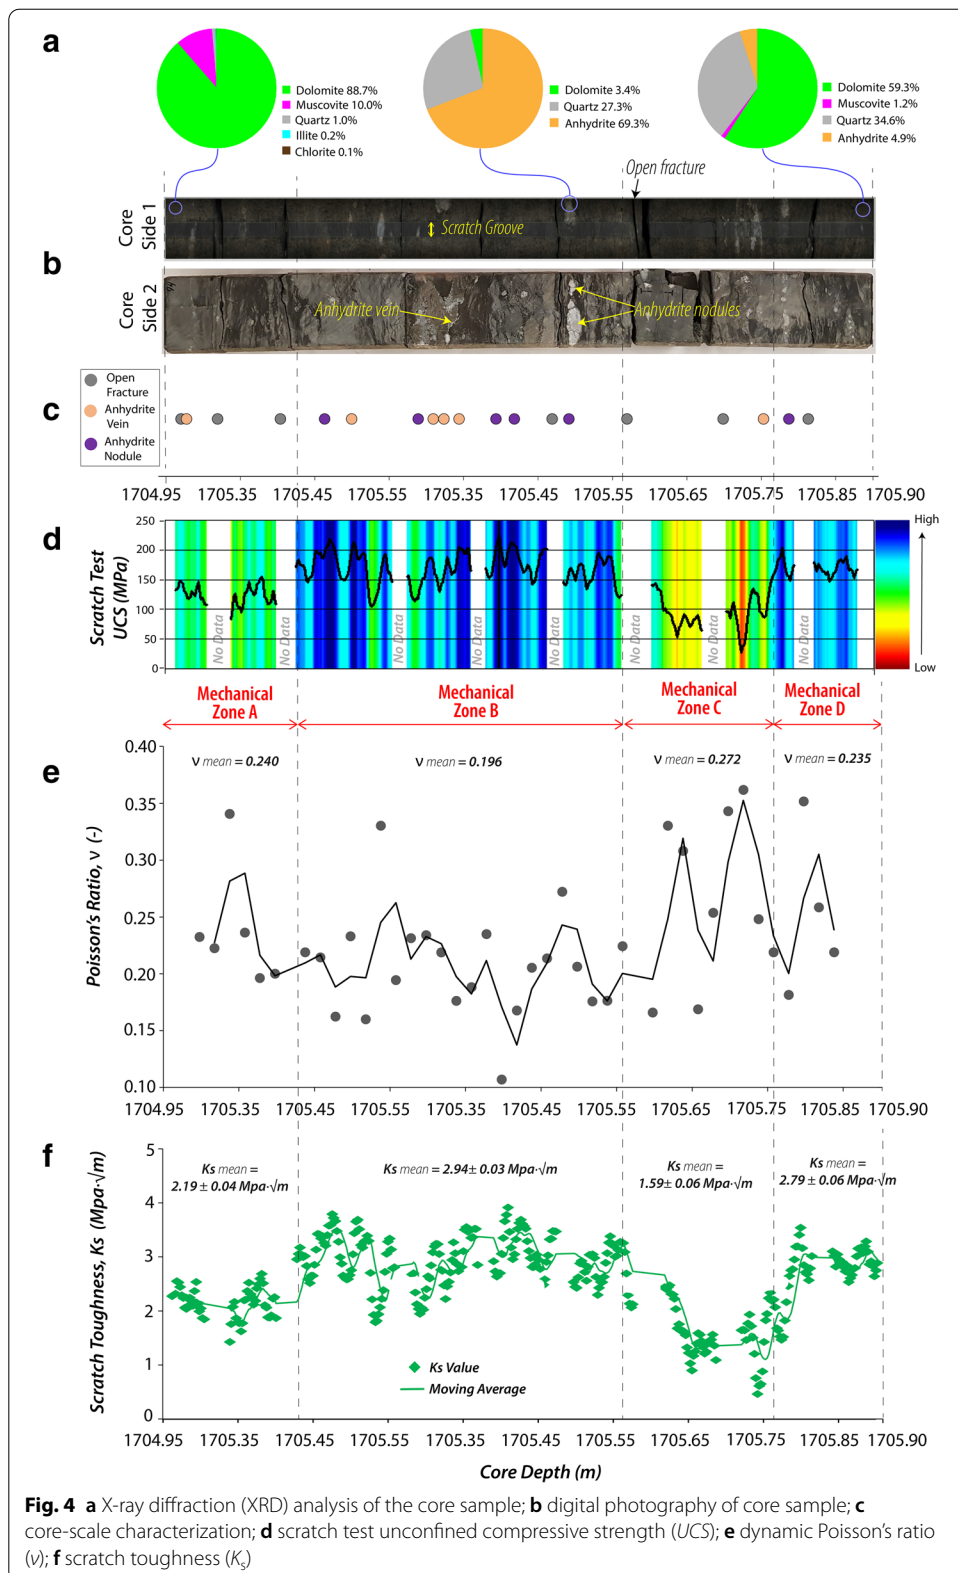 a
Dolomite 88.7%
Muscovite 10.0%
Quartz 1.0%
Illite 0.2%
Chlorite 0.1%
Dolomite 3.4%
Quartz 27.3%
Anhydrite 69.3%
Dolomite 59.3%
Muscovite 1.2%
Quartz 34.6%
Anhydrite 4.9%
Open fracture
Core
Side 1
Scratch Groove
b
Core
Side 2
Anhydrite vein
Anhydrite nodules
c
Open
Fracture
Anhydrite
Vein
Anhydrite
Nodule
1704.95 1705.35 1705.45 1705.55 1705.35 1705.45 1705.55 1705.65 1705.75 1705.85 1705.90
d
Scratch Test
UCS (MPa)
250
200
150
100
50
0
No Data
No Data
No Data
No Data
No Data
No Data
No Data
No Data
High
Low
Mechanical
Zone A
Mechanical
Zone B
Mechanical
Zone C
Mechanical
Zone D
e
Poisson's Ratio, ν (-)
0.40
0.35
0.30
0.25
0.20
0.15
0.10
ν mean = 0.240
ν mean = 0.196
ν mean = 0.272
ν mean = 0.235
1704.95 1705.35 1705.45 1705.55 1705.35 1705.45 1705.55 1705.65 1705.75 1705.85 1705.90
f
Scratch Toughness, Ks (Mpa·√m)
5
4
3
2
1
0
Ks mean =
2.19± 0.04 Mpa·√m
Ks mean = 2.94± 0.03 Mpa·√m
Ks mean =
1.59± 0.06 Mpa·√m
Ks mean =
2.79 ± 0.06 Mpa·√m
Ks Value
Moving Average
1704.95 1705.35 1705.45 1705.55 1705.35 1705.45 1705.55 1705.65 1705.75 1705.85 1705.90
Core Depth (m)
Fig. 4 a X-ray diffraction (XRD) analysis of the core sample; b digital photography of core sample; c
core-scale characterization; d scratch test unconfined compressive strength (UCS); e dynamic Poisson's ratio
(ν); f scratch toughness (Ks)